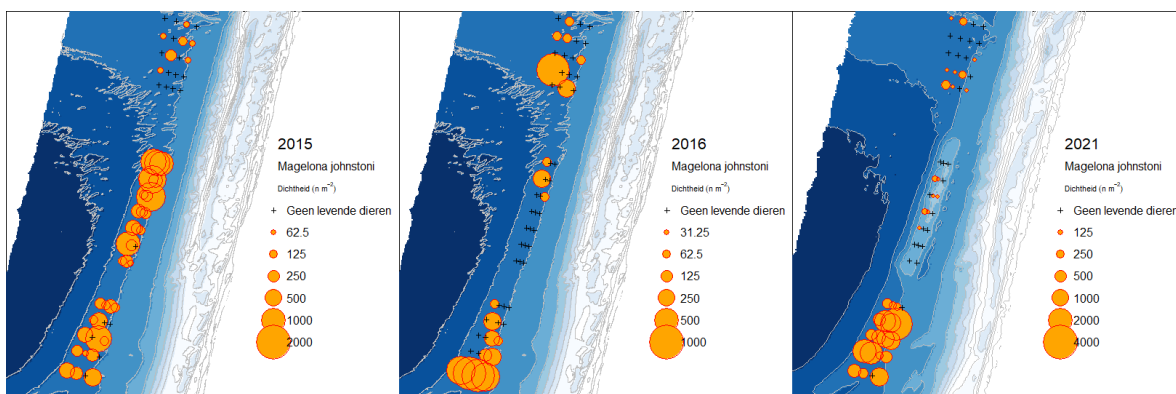 2015
Magelona johnstoni
Dichtheid (n m⁻²)
Geen levende dieren
62.5
125
250
500
1000
2000
2016
Magelona johnstoni
Dichtheid (n m⁻²)
Geen levende dieren
31.25
62.5
125
250
500
1000
2021
Magelona johnstoni
Dichtheid (n m⁻²)
Geen levende dieren
125
250
500
1000
2000
4000